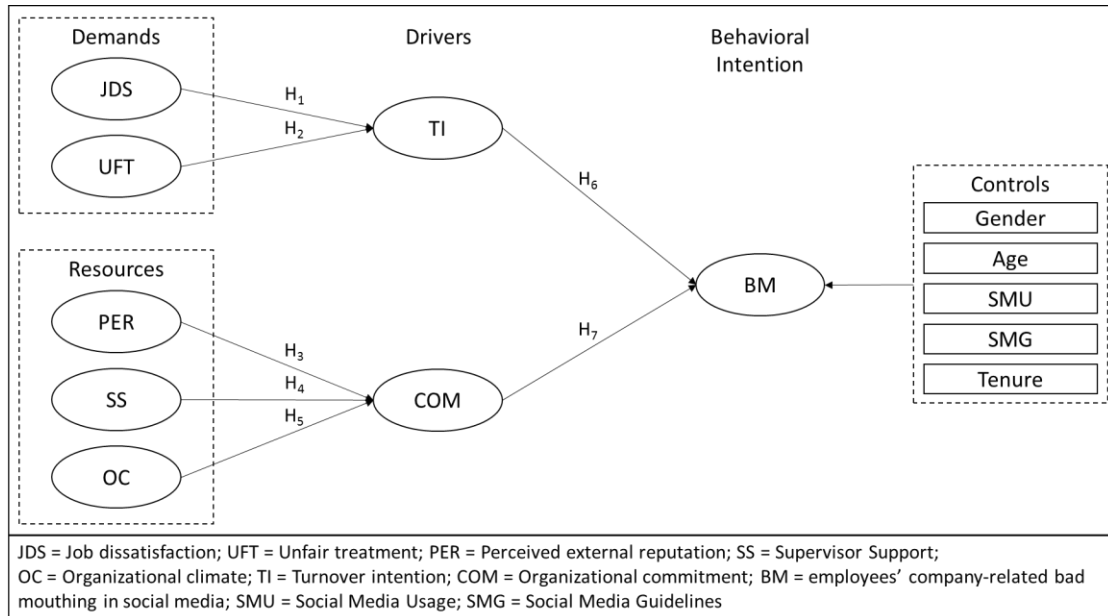 Demands
Drivers
Behavioral
Intention
JDS
H1
TI
H2
UFT
H6
Controls
Gender
Age
SMU
SMG
Tenure
Resources
PER
BM
H3
H7
SS
H4
COM
H5
OC
JDS = Job dissatisfaction; UFT = Unfair treatment; PER = Perceived external reputation; SS = Supervisor Support;
OC = Organizational climate; TI = Turnover intention; COM = Organizational commitment; BM = employees’ company-related bad
mouthing in social media; SMU = Social Media Usage; SMG = Social Media Guidelines